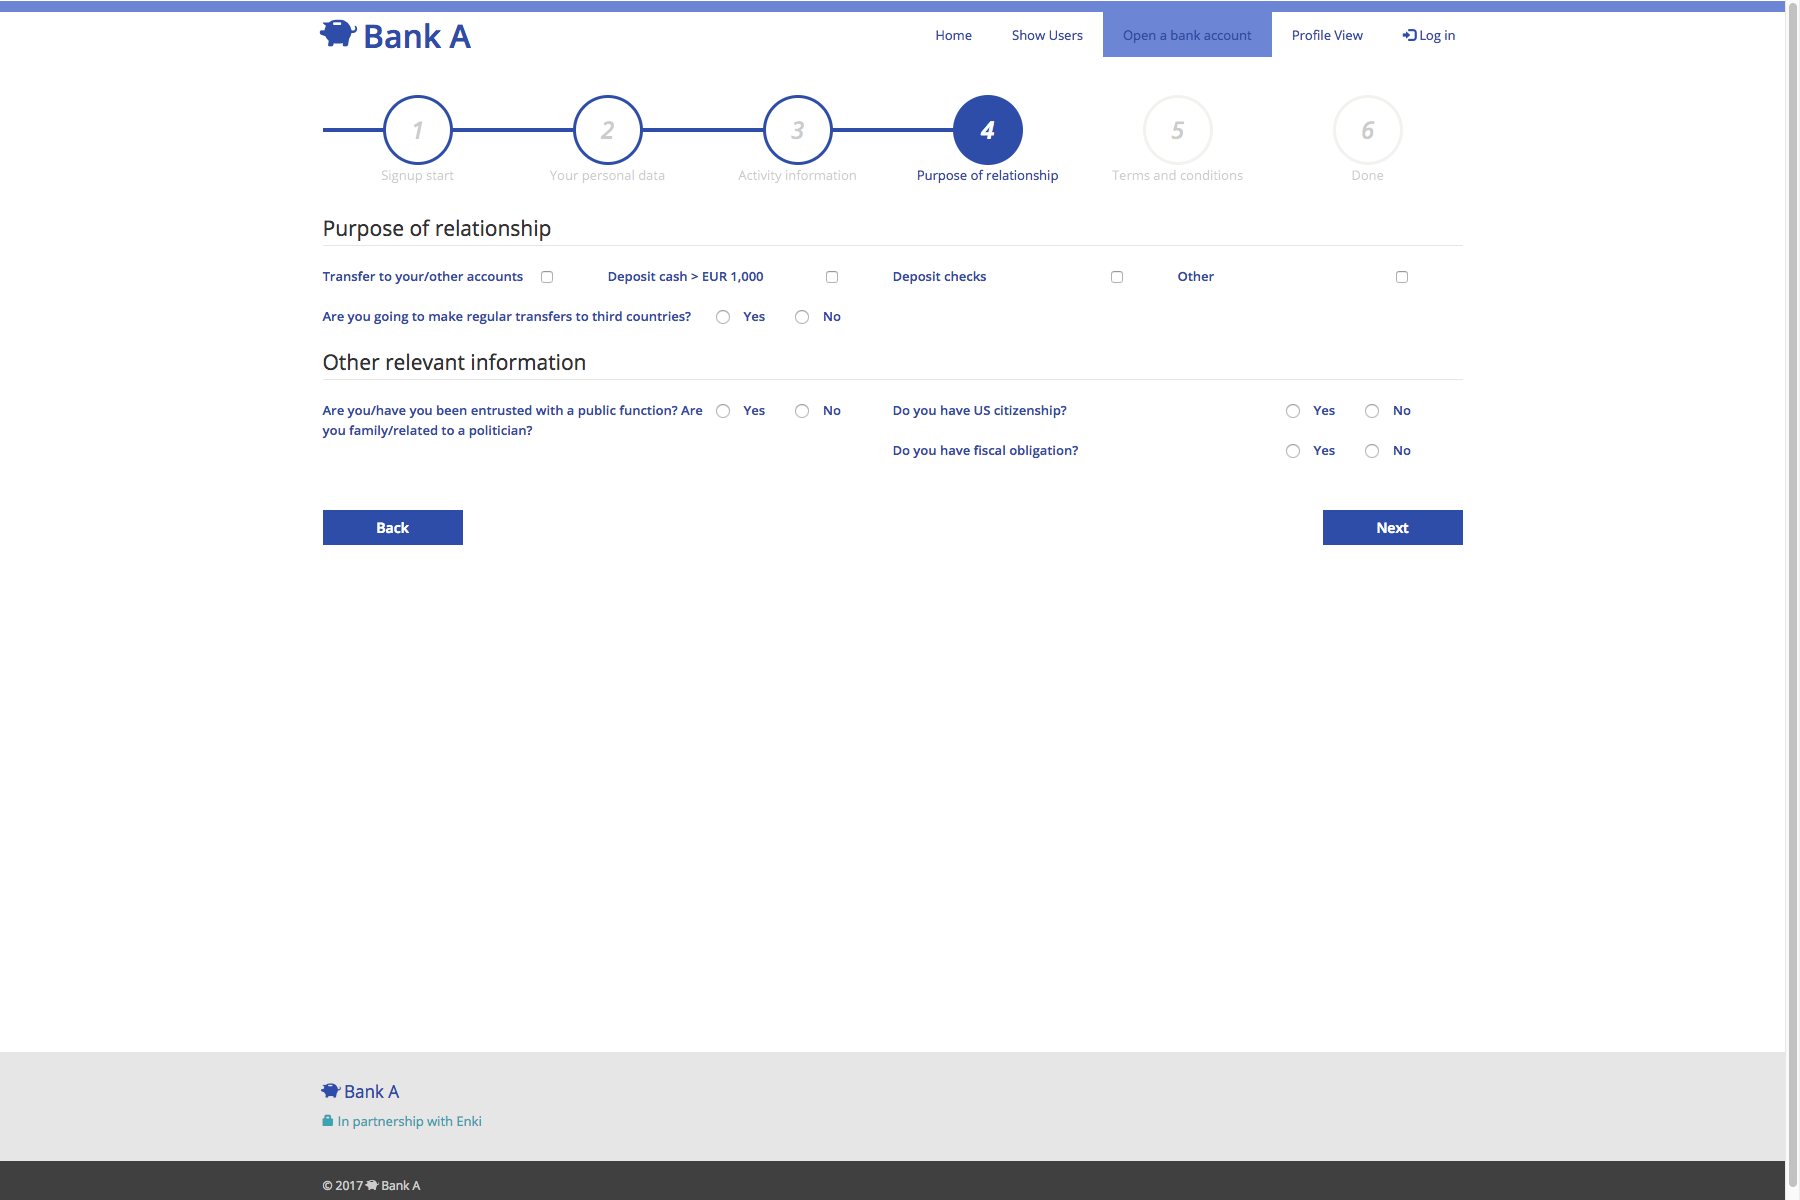 Bank A
Home Show Users Open a bank account Profile View Log in
1 2 3 4 5 6
Signup start Your personal data Activity information Purpose of relationship Terms and conditions Done
Purpose of relationship
Transfer to your/other accounts Deposit cash > EUR 1,000 Deposit checks Other
Are you going to make regular transfers to third countries? Yes No
Other relevant information
Are you/have you been entrusted with a public function? Are you family/related to a politician? Yes No
Do you have US citizenship? Yes No
Do you have fiscal obligation? Yes No
Back Next
Bank A
In partnership with Enki
© 2017 Bank A